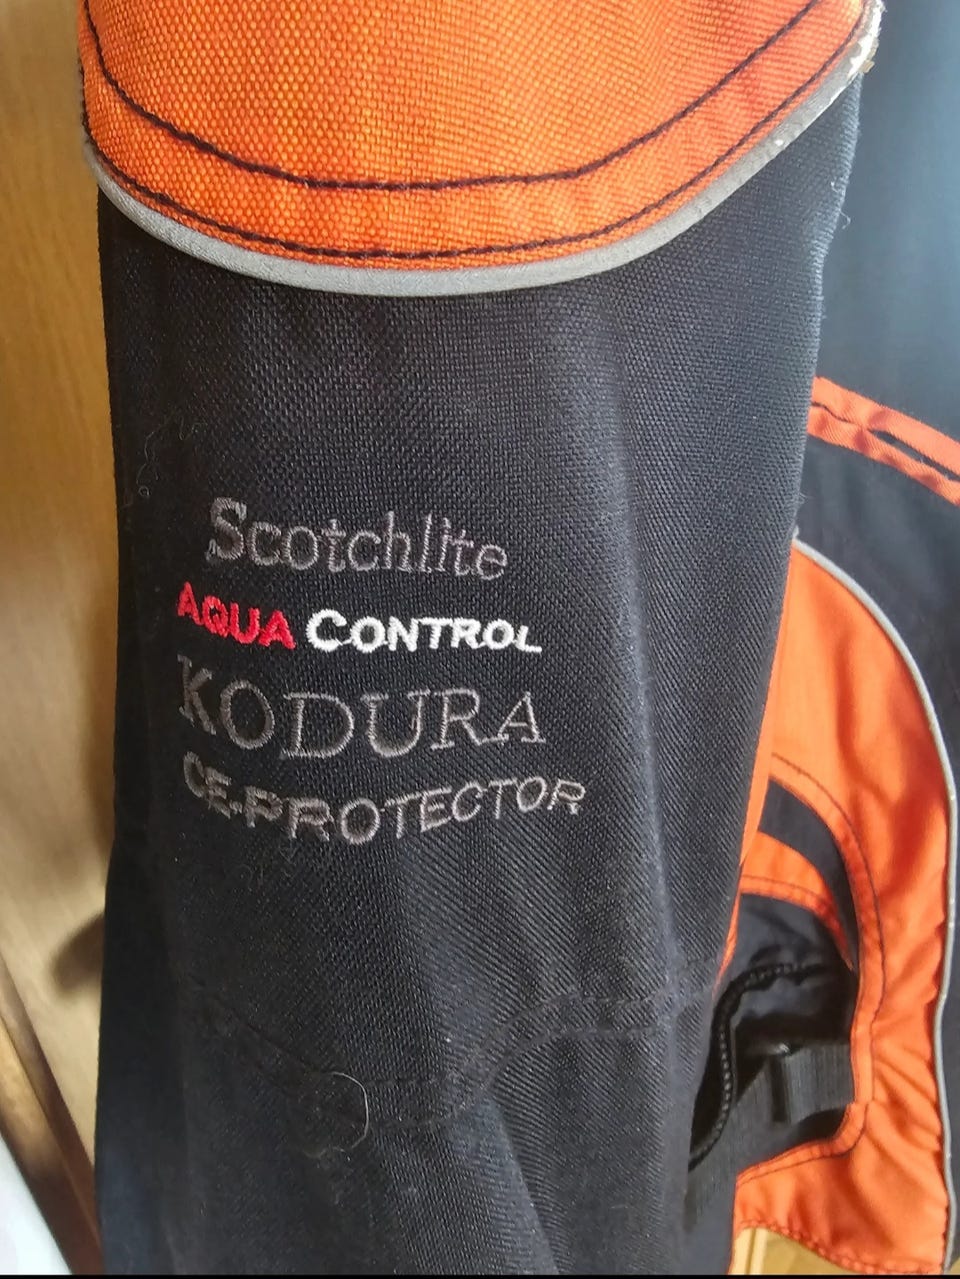 Scotchlite
AQUA CONTROL
KODURA
CE-PROTECTOR